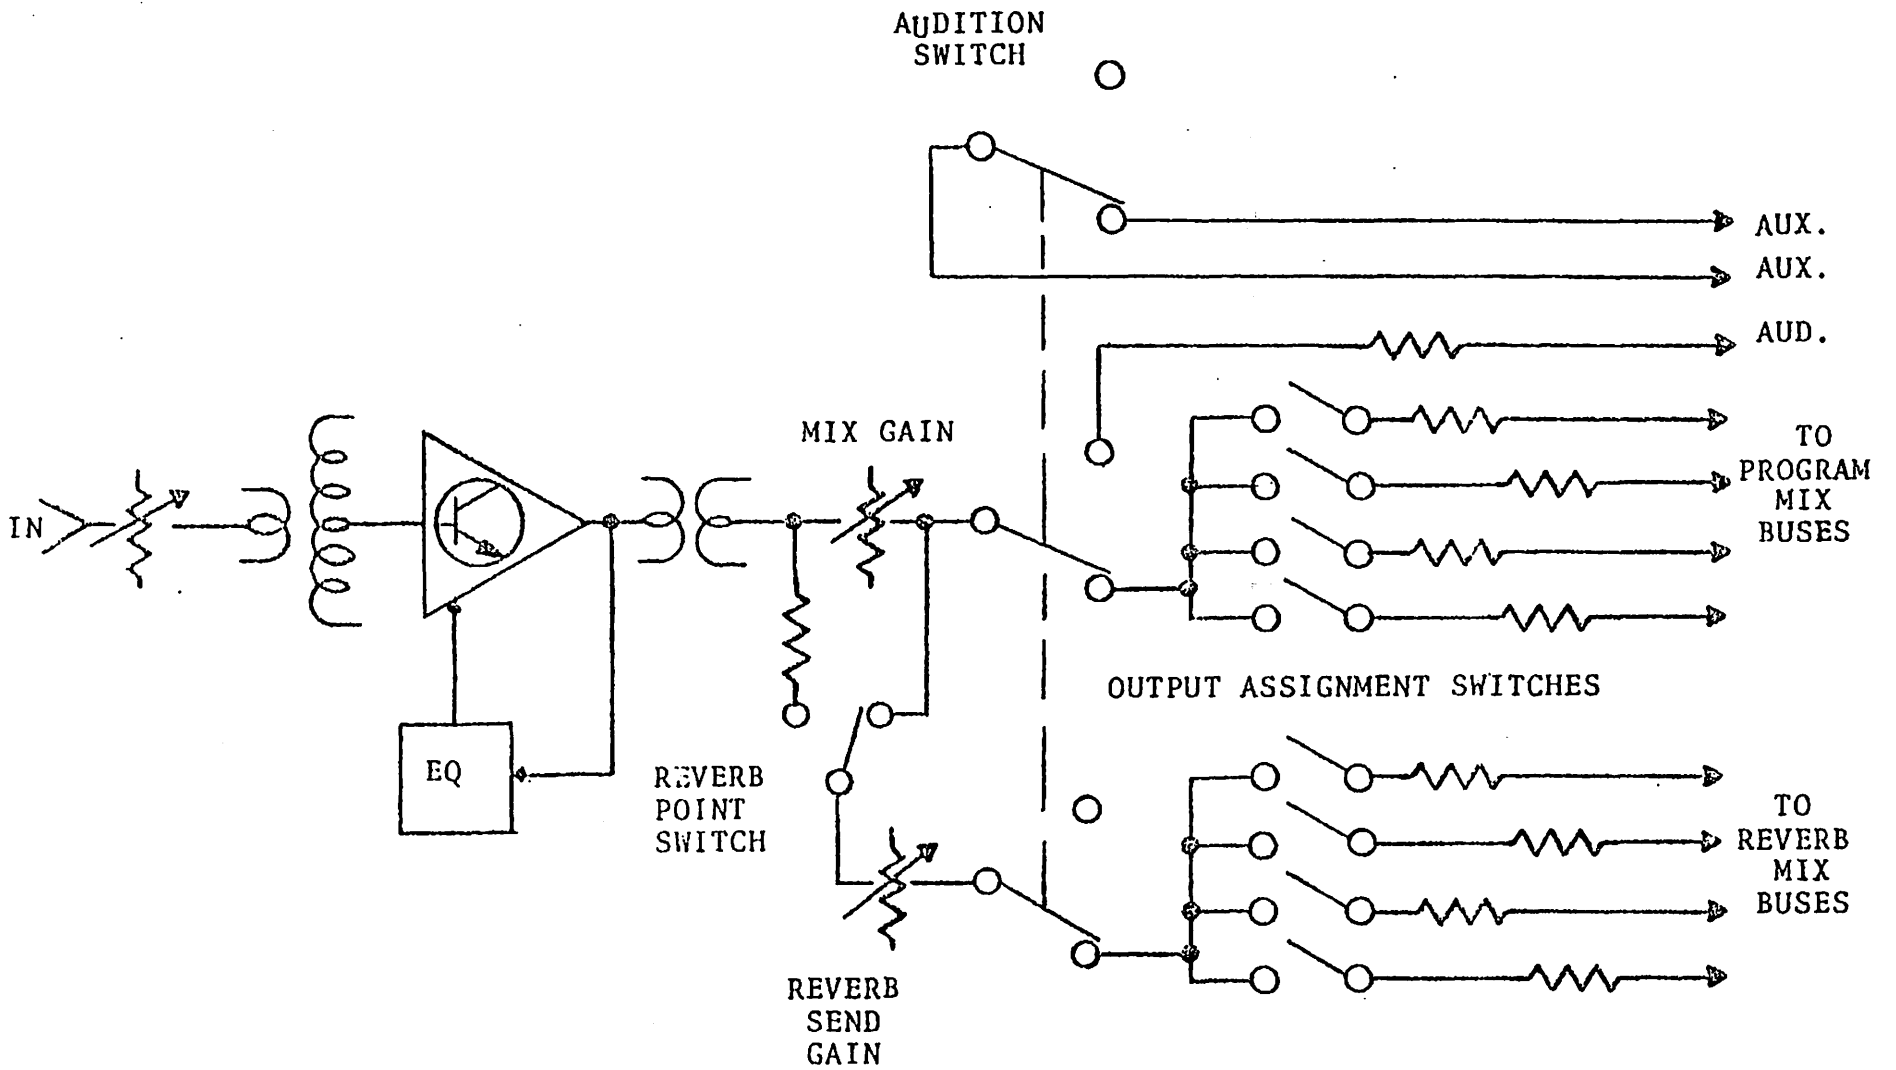 AUDITION
SWITCH
AUX.
AUX.
AUD.
MIX GAIN
TO
PROGRAM
MIX
BUSES
IN
OUTPUT ASSIGNMENT SWITCHES
EQ
REVERB
POINT
SWITCH
TO
REVERB
MIX
BUSES
REVERB
SEND
GAIN